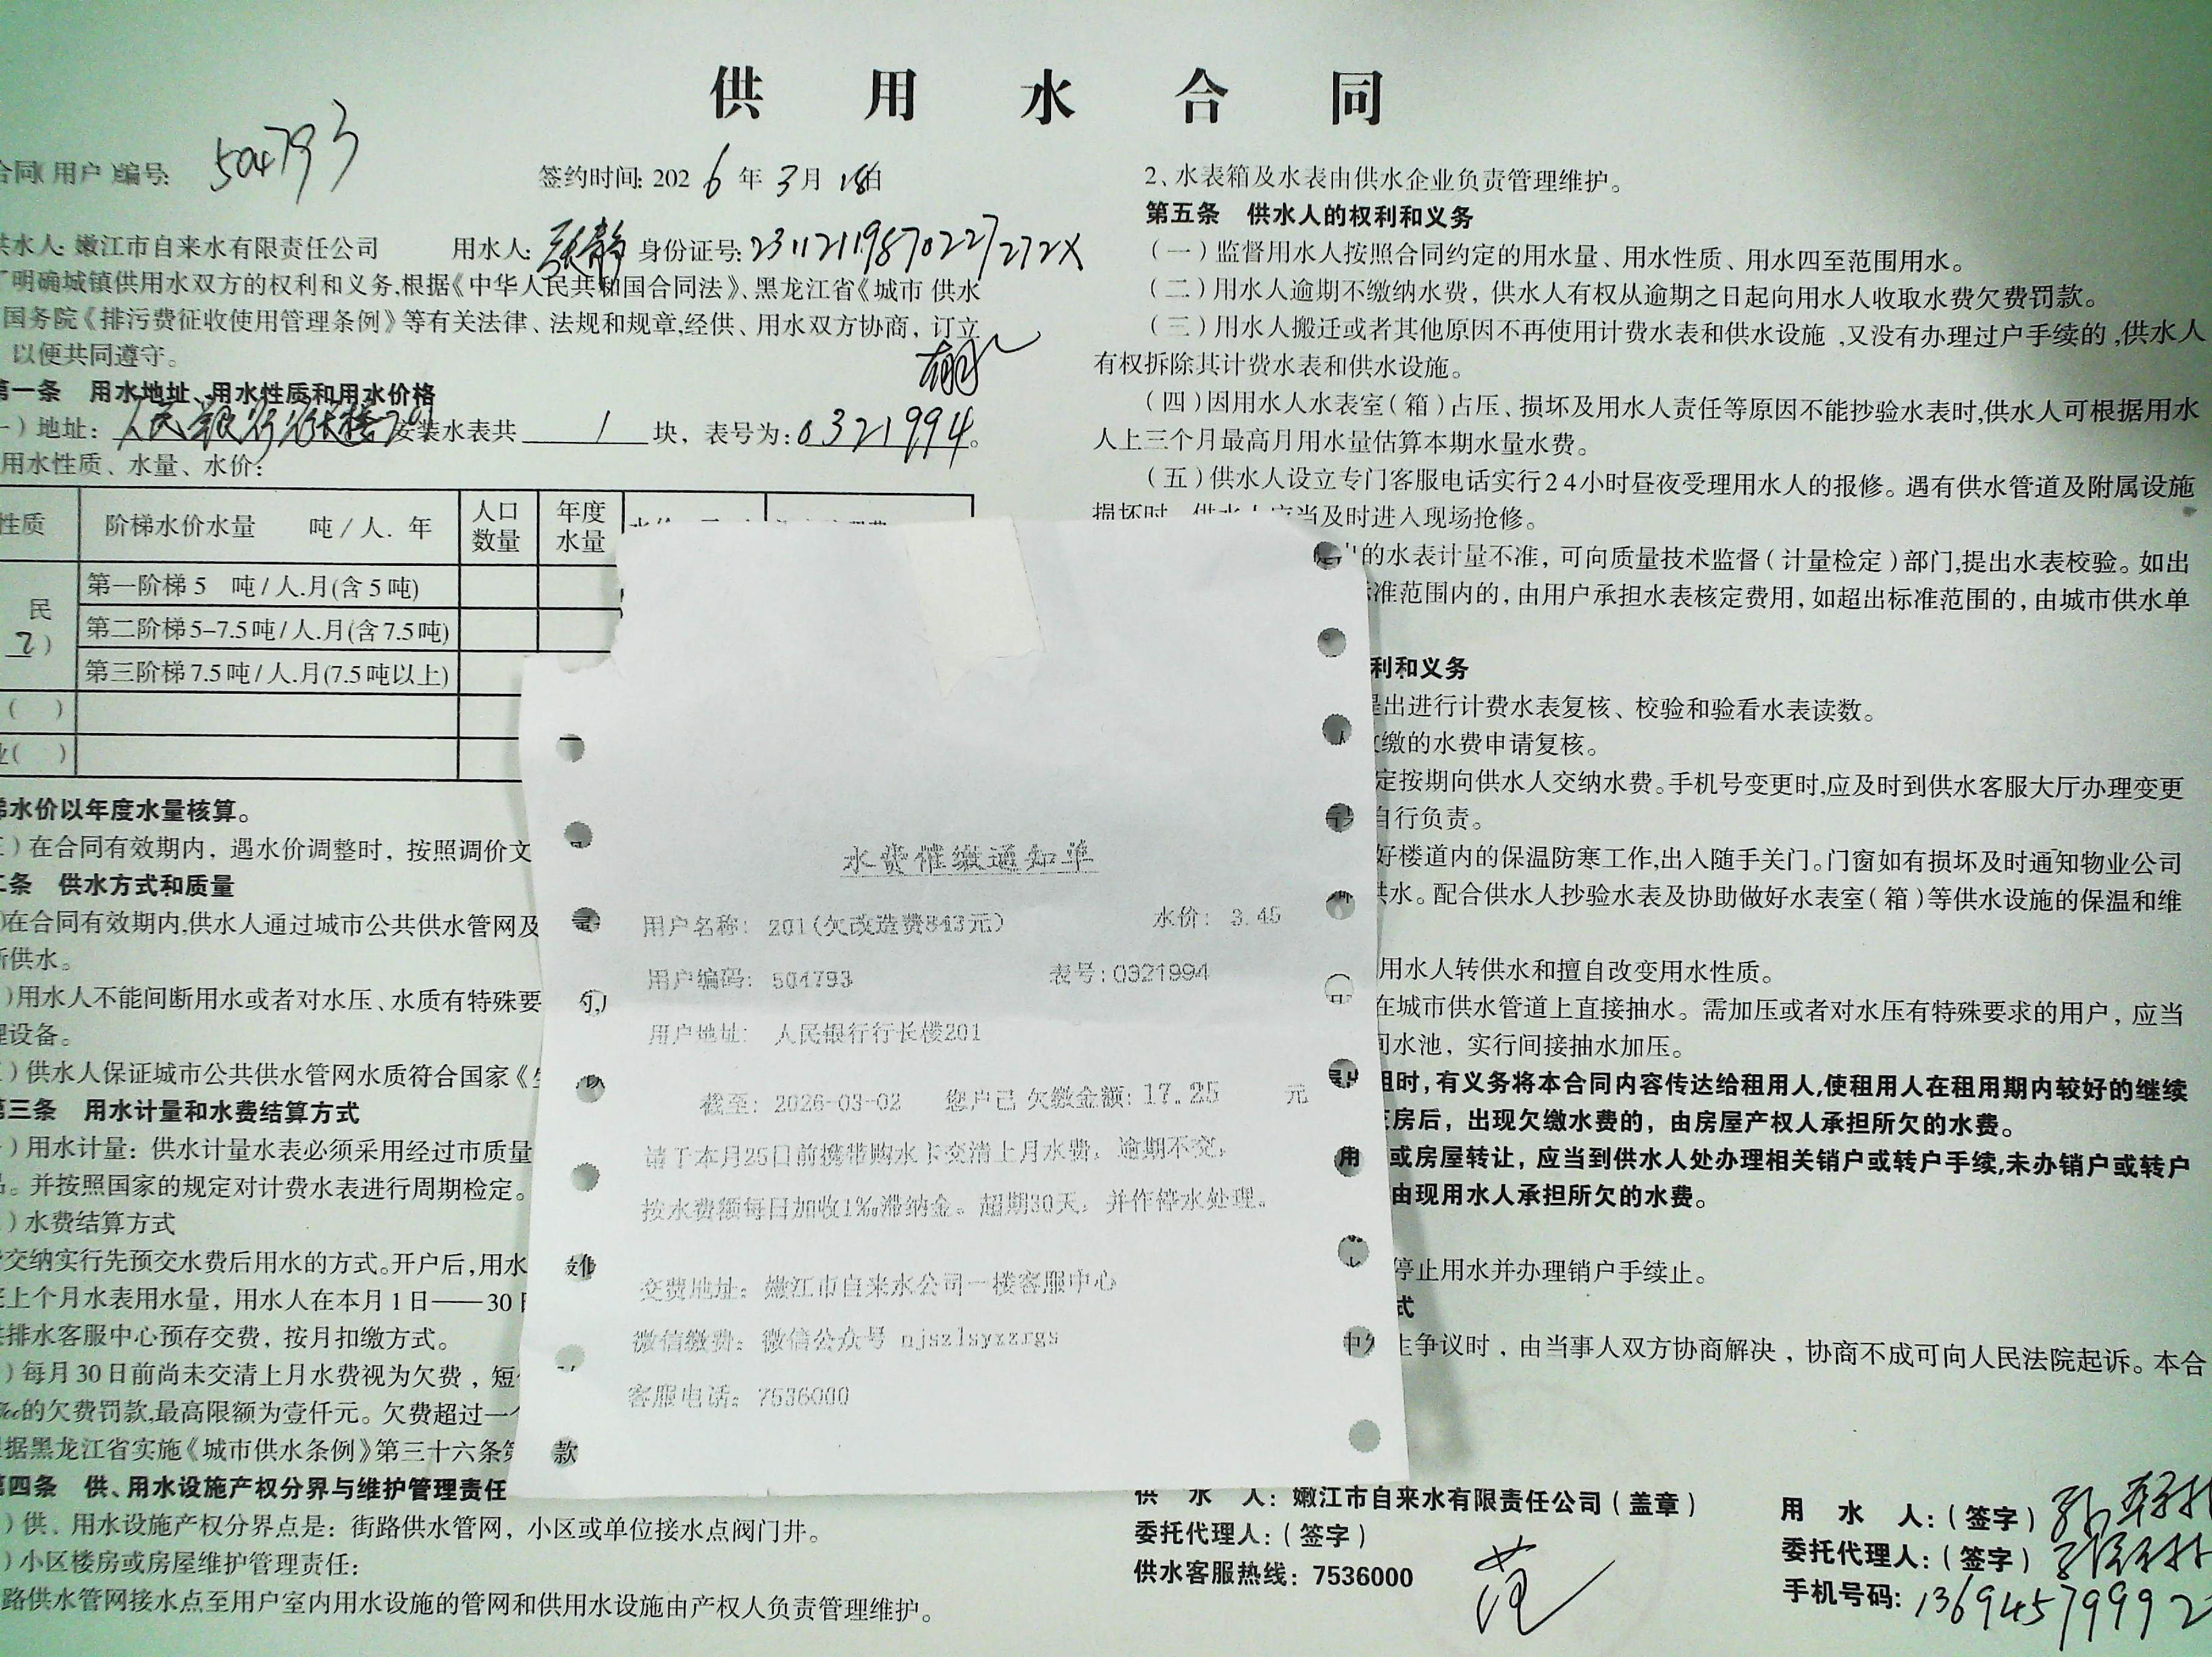 供用水合同
合同(用户)编号: 504793
签约时间: 2026年3月18日
供水人: 嫩江市自来水有限责任公司 用水人: 张静 身份证号: 23112119870227272X
了明确城镇供用水双方的权利和义务,根据《中华人民共和国合同法》、黑龙江省《城市 供水
国务院《排污费征收使用管理条例》等有关法律、法规和规章,经供、用水双方协商，订立
以便共同遵守。
第一条 用水地址、用水性质和用水价格
一）地址: 人民银行行长楼201 安装水表共 1 块，表号为: 0321994。
用水性质、水量、水价:
性质 阶梯水价水量 吨/人.年 人口数量 年度水量
民 第一阶梯5 吨/人.月(含5吨)
第二阶梯5–7.5吨/人.月(含7.5吨)
第三阶梯7.5吨/人.月(7.5吨以上)
( )
业( )
梯水价以年度水量核算。
三）在合同有效期内，遇水价调整时，按照调价文
二条 供水方式和质量
)在合同有效期内,供水人通过城市公共供水管网及
所供水。
)用水人不能间断用水或者对水压、水质有特殊要
理设备。
三）供水人保证城市公共供水管网水质符合国家《生
第三条 用水计量和水费结算方式
一）用水计量：供水计量水表必须采用经过市质量
品。并按照国家的规定对计费水表进行周期检定。
）水费结算方式
交纳实行先预交水费后用水的方式。开户后,用水
上个月水表用水量，用水人在本月1日——30日
供排水客服中心预存交费，按月扣缴方式。
）每月30日前尚未交清上月水费视为欠费，短
‰的欠费罚款,最高限额为壹仟元。欠费超过一个
根据黑龙江省实施《城市供水条例》第三十六条第
款
第四条 供、用水设施产权分界与维护管理责任
）供、用水设施产权分界点是：街路供水管网，小区或单位接水点阀门井。
）小区楼房或房屋维护管理责任:
路供水管网接水点至用户室内用水设施的管网和供用水设施由产权人负责管理维护。
2、水表箱及水表由供水企业负责管理维护。
第五条 供水人的权利和义务
（一）监督用水人按照合同约定的用水量、用水性质、用水四至范围用水。
（二）用水人逾期不缴纳水费，供水人有权从逾期之日起向用水人收取水费欠费罚款。
（三）用水人搬迁或者其他原因不再使用计费水表和供水设施，又没有办理过户手续的,供水人
有权拆除其计费水表和供水设施。
（四）因用水人水表室（箱）占压、损坏及用水人责任等原因不能抄验水表时,供水人可根据用水
人上三个月最高月用水量估算本期水量水费。
（五）供水人设立专门客服电话实行24小时昼夜受理用水人的报修。遇有供水管道及附属设施
损坏时，供水人应当及时进入现场抢修。
出的水表计量不准，可向质量技术监督（计量检定）部门,提出水表校验。如出
准范围内的，由用户承担水表核定费用，如超出标准范围的，由城市供水单
利和义务
提出进行计费水表复核、校验和验看水表读数。
缴的水费申请复核。
定按期向供水人交纳水费。手机号变更时,应及时到供水客服大厅办理变更
自行负责。
好楼道内的保温防寒工作,出入随手关门。门窗如有损坏及时通知物业公司
供水。配合供水人抄验水表及协助做好水表室（箱）等供水设施的保温和维
用水人转供水和擅自改变用水性质。
在城市供水管道上直接抽水。需加压或者对水压有特殊要求的用户，应当
间水池，实行间接抽水加压。
租时，有义务将本合同内容传达给租用人,使租用人在租用期内较好的继续
房后，出现欠缴水费的，由房屋产权人承担所欠的水费。
用 或房屋转让，应当到供水人处办理相关销户或转户手续,未办销户或转户
由现用水人承担所欠的水费。
停止用水并办理销户手续止。
式
生争议时，由当事人双方协商解决，协商不成可向人民法院起诉。本合
供 水 人: 嫩江市自来水有限责任公司（盖章）
委托代理人:（签字）
供水客服热线: 7536000
范
用 水 人:（签字）
委托代理人:（签字）
手机号码: 13694579992
水费催缴通知单
用户名称: 201(欠改造费843元) 水价: 3.45
用户编码: 504793 表号:0321994
用户地址: 人民银行行长楼201
截至: 2026-03-02 您户已欠缴金额: 17.25 元
请于本月25日前携带购水卡交清上月水费，逾期不交，
按水费额每日加收1‰滞纳金。超期30天，并作停水处理。
交费地址: 嫩江市自来水公司一楼客服中心
微信缴费: 微信公众号 njszlsyxzrgs
客服电话: 7536000